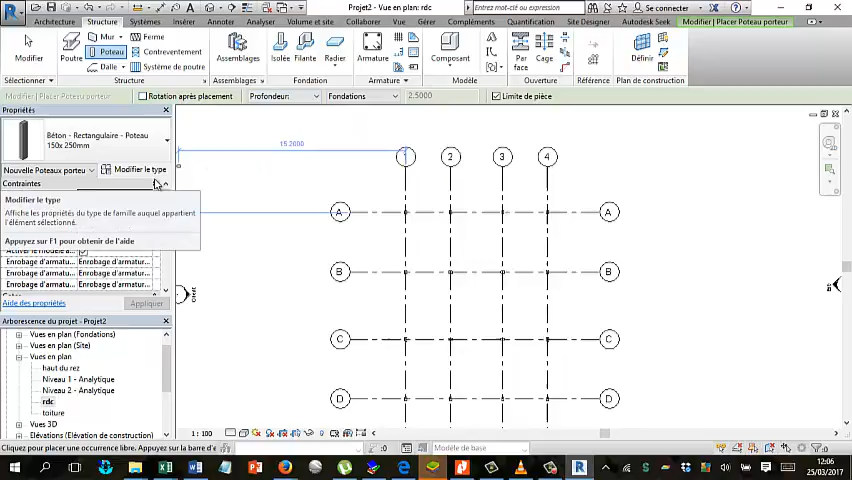 Projet2 - Vue en plan: rdc
Entrez mot-clé ou expression
Se connecter
Architecture Structure Systèmes Insérer Annoter Analyser Volume et site Collaborer Vue Gérer Compléments Quantification Site Designer Autodesk Seek Modifier | Placer Poteau porteur
Modifier
Poutre
Mur
Ferme
Poteau
Contreventement
Dalle
Système de poutre
Assemblages
Isolée Filante Radier
Armature
Composant
Par face
Cage
Référence
Définir
Sélectionner
Structure
Assemblages
Fondation
Armature
Modèle
Ouverture
Plan de construction
Modifier | Placer Poteau porteur
Rotation après placement
Profondeur:
Fondations
2.5000
Limite de pièce
Propriétés
Béton - Rectangulaire - Poteau
150x 250mm
Nouvelle Poteaux porteu
Modifier le type
Contraintes
Modifier le type
Affiche les propriétés du type de famille auquel appartient
l'élément sélectionné.
Appuyez sur F1 pour obtenir de l'aide
Activer le modèle a...
Enrobage d'armatur... Enrobage d'armatur...
Enrobage d'armatur... Enrobage d'armatur...
Enrobage d'armatur... Enrobage d'armatur...
Aide des propriétés
Appliquer
Arborescence du projet - Projet2
Vues en plan (Fondations)
Vues en plan (Site)
Vues en plan
haut du rez
Niveau 1 - Analytique
Niveau 2 - Analytique
rdc
toiture
Vues 3D
Elévations (Elévation de construction)
15.2000
1 2 3 4
A A
B B
C C
D D
1 : 100
Cliquez pour placer une occurrence libre. Appuyez sur la barre d'e
:0
Modèle de base
:0
12:06
25/03/2017